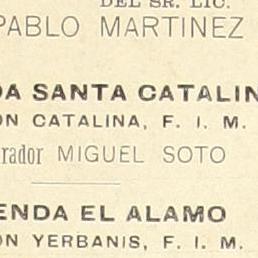 DEL SR. LIC.
PABLO MARTINEZ
DA SANTA CATALIN
ON CATALINA, F. I. M.
rador MIGUEL SOTO
ENDA EL ALAMO
ON YERBANIS, F. I. M.